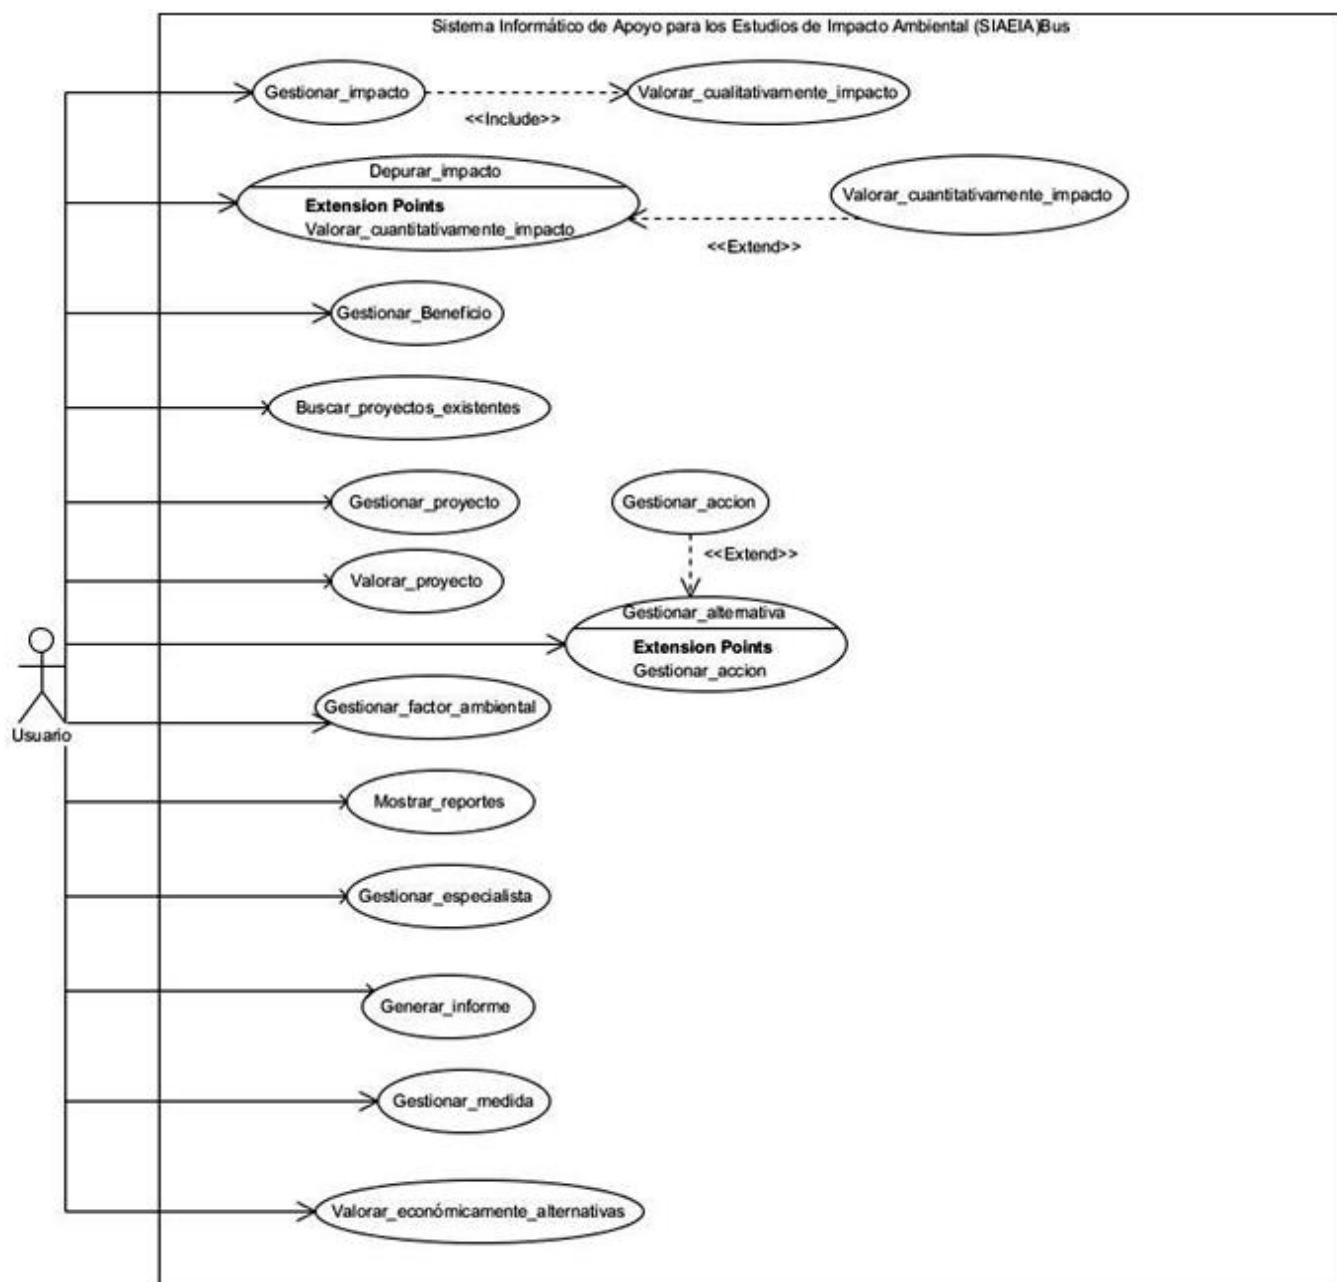 Sistema Informático de Apoyo para los Estudios de Impacto Ambiental (SIAEIA)Bus
Gestionar_impacto
Valorar_cualitativamente_impacto
<<Include>>
Depurar_impacto
Extension Points
Valorar_cuantitativamente_impacto
Valorar_cuantitativamente_impacto
<<Extend>>
Gestionar_Beneficio
Buscar_proyectos_existentes
Gestionar_proyecto
Gestionar_accion
<<Extend>>
Valorar_proyecto
Gestionar_alternativa
Extension Points
Gestionar_accion
Gestionar_factor_ambiental
Usuario
Mostrar_reportes
Gestionar_especialista
Generar_informe
Gestionar_medida
Valorar_económicamente_alternativas